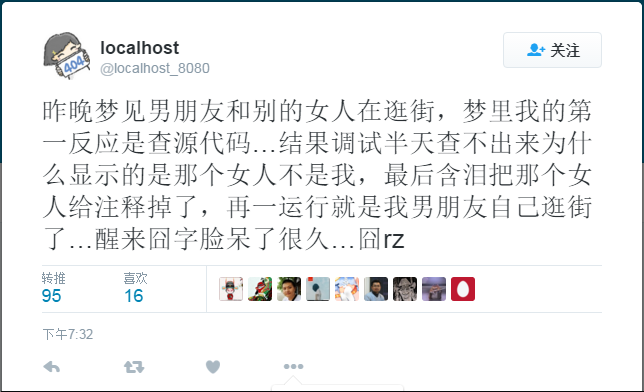 localhost
@localhost_8080
关注
404
昨晚梦见男朋友和别的女人在逛街，梦里我的第
一反应是查源代码…结果调试半天查不出来为什
么显示的是那个女人不是我，最后含泪把那个女
人给注释掉了，再一运行就是我男朋友自己逛街
了…醒来囧字脸呆了很久…囧rz
转推 喜欢
95 16
下午7:32